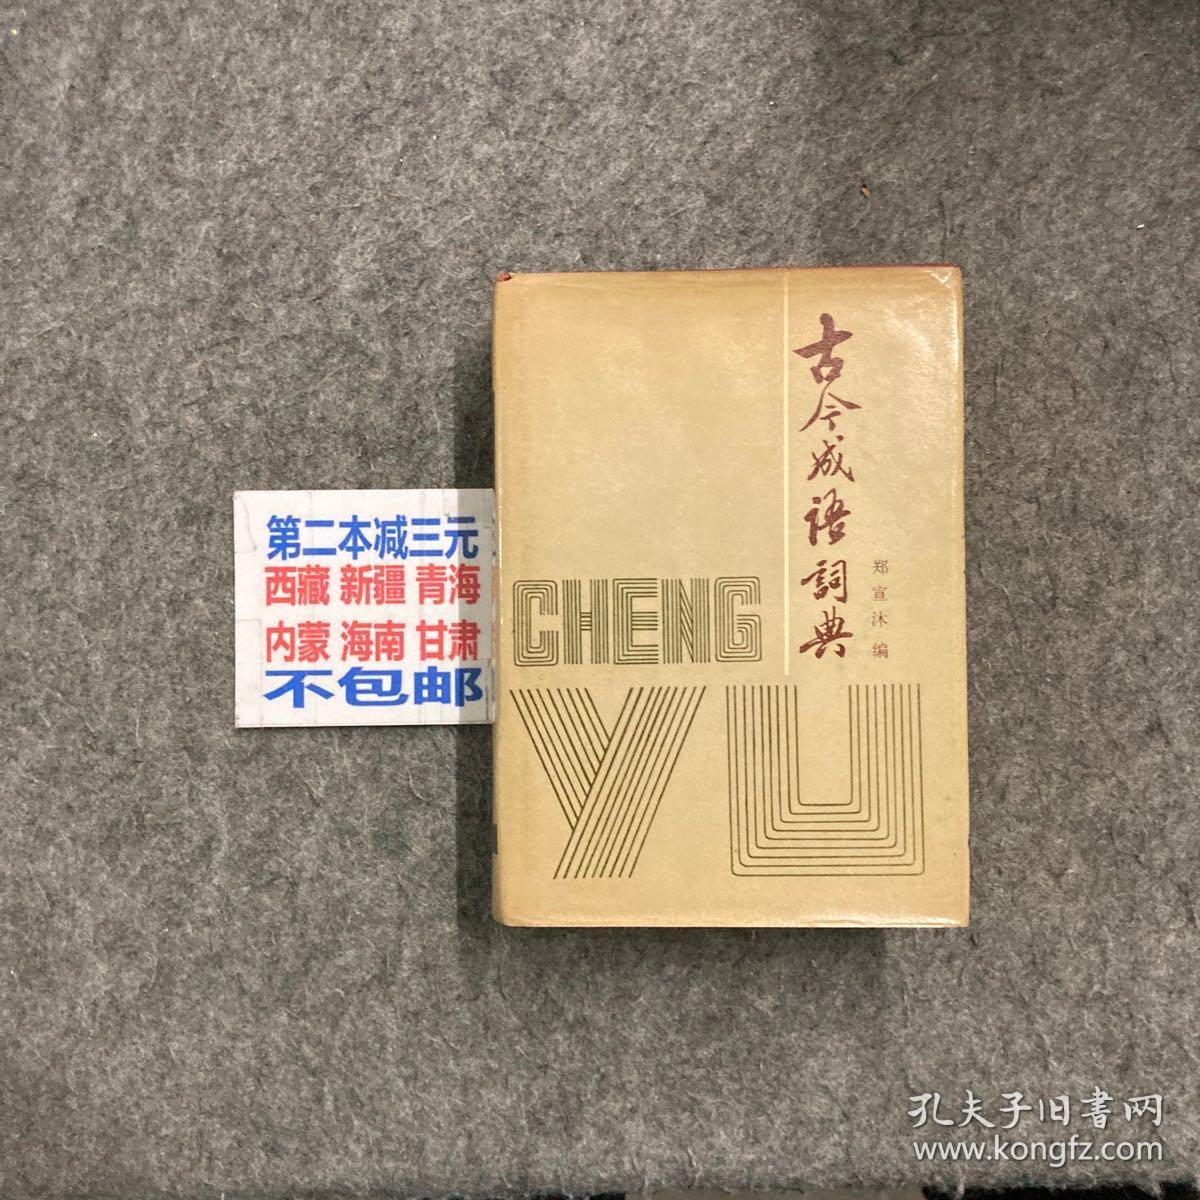 第二本减三元
西藏 新疆 青海
内蒙 海南 甘肃
不包邮
古今成语詞典
郑宣沐编
CHENG
YU
孔夫子旧書网
www.kongfz.com